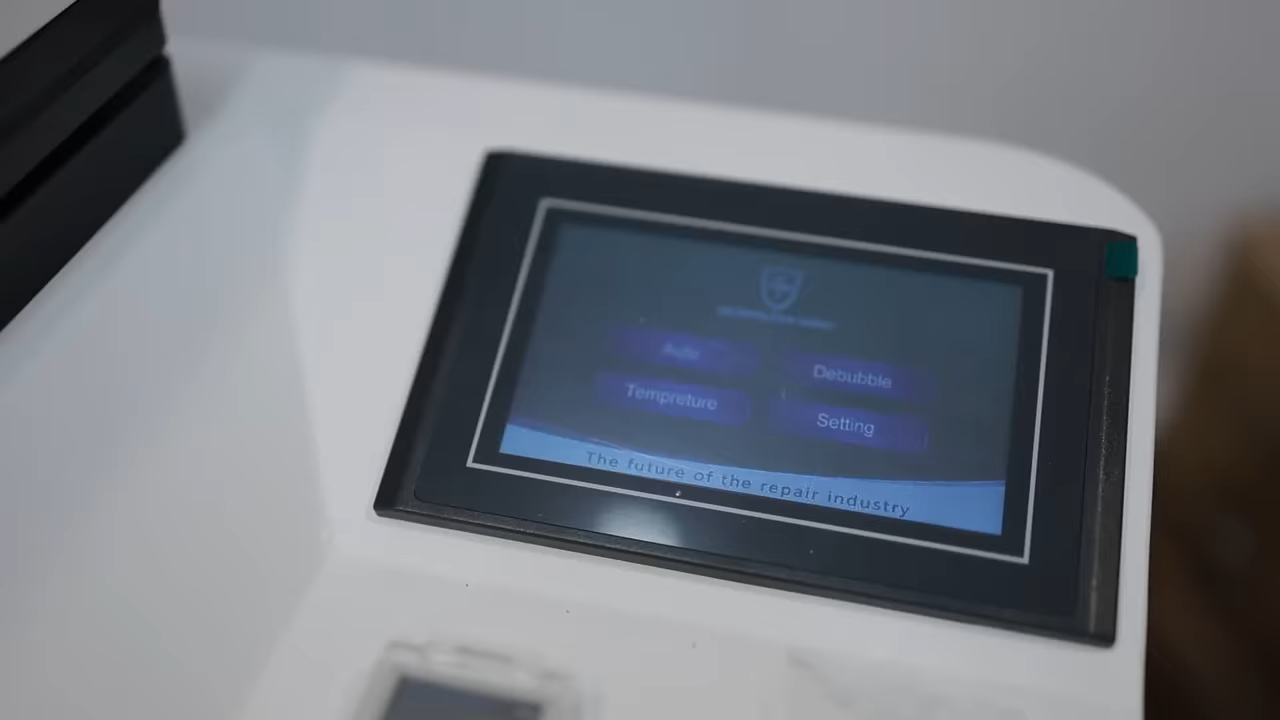 Auto
Debubble
Tempreture
Setting
The future of the repair industry